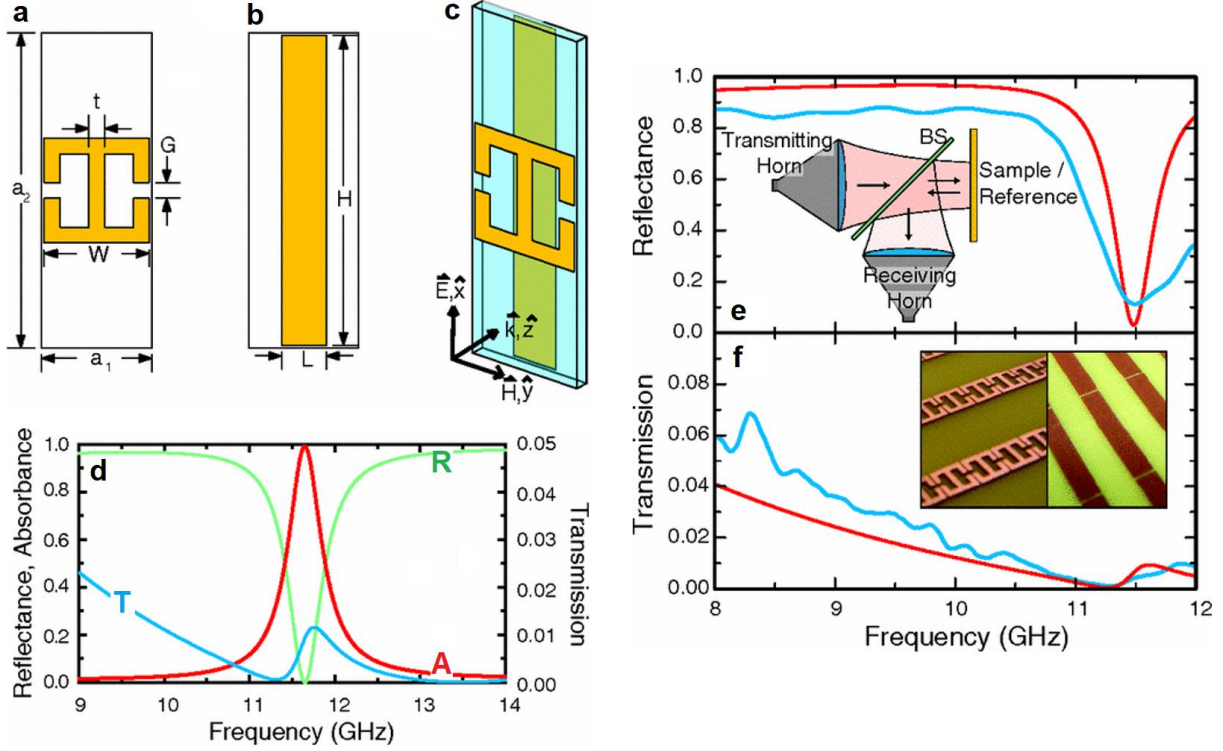 a
t
G
a2
W
a1
b
H
L
c
E,x̂
k,ẑ
H,ŷ
d
Reflectance, Absorbance
1.0
0.8
0.6
0.4
0.2
0.0
R
T
A
0.05
0.04
0.03
0.02
0.01
0.00
Transmission
9 10 11 12 13 14
Frequency (GHz)
Reflectance
1.0
0.8
0.6
0.4
0.2
0.0
Transmitting
Horn
BS
Sample /
Reference
Receiving
Horn
e
f
Transmission
0.08
0.06
0.04
0.02
0.00
8 9 10 11 12
Frequency (GHz)